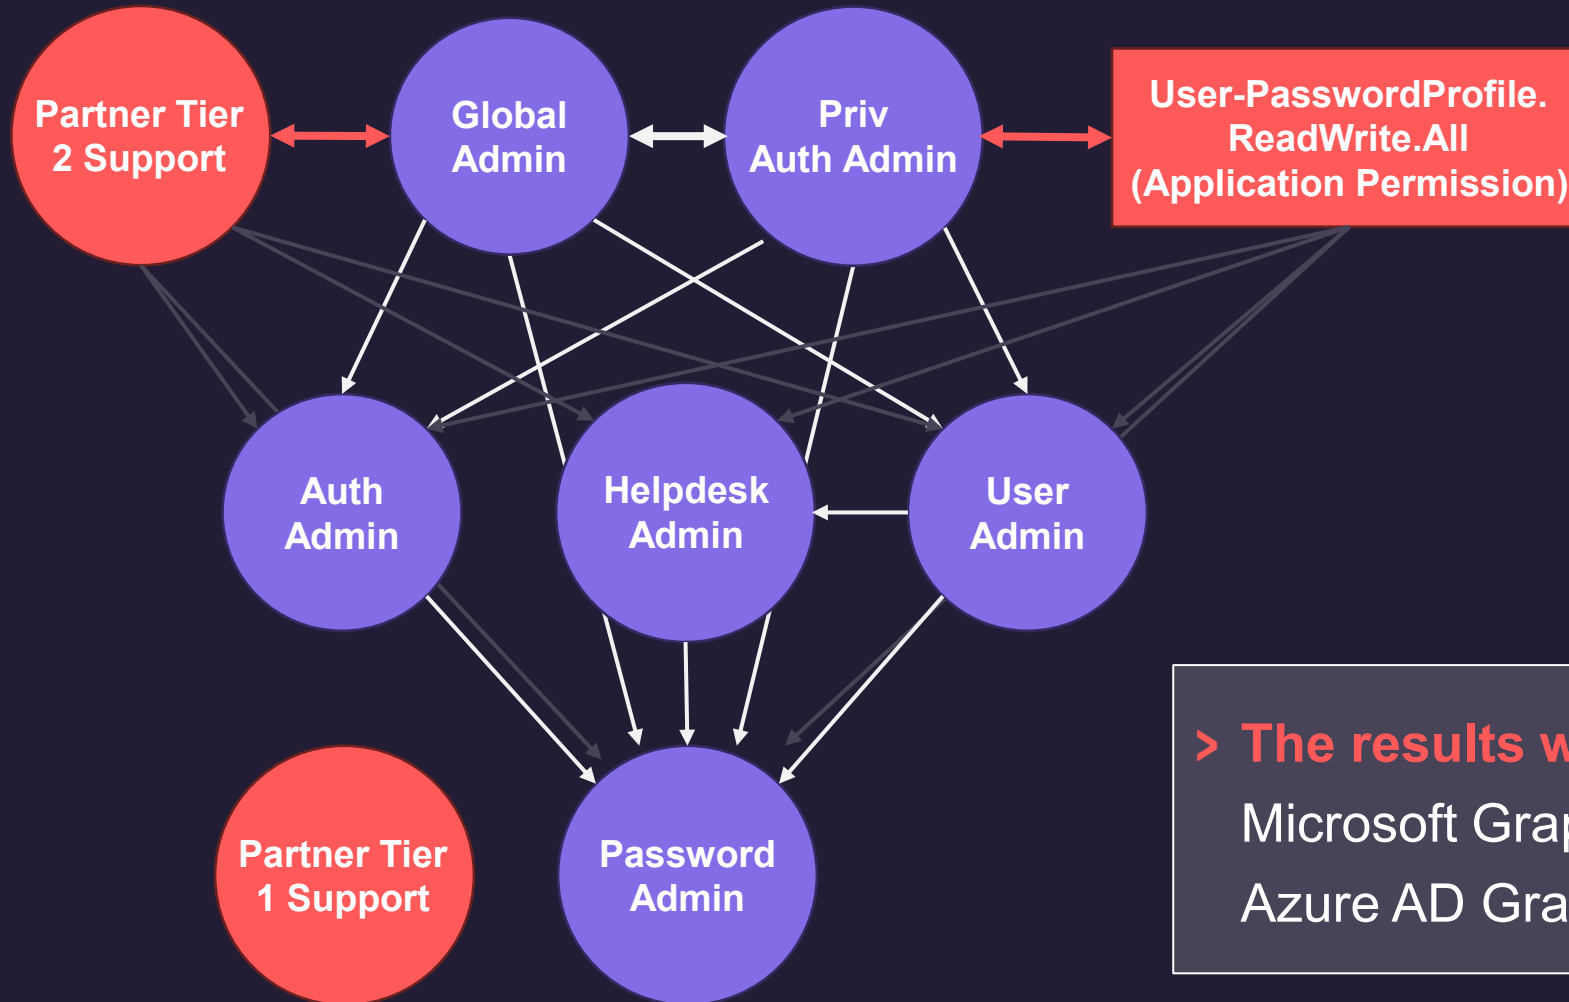 Partner Tier
2 Support
Global
Admin
Priv
Auth Admin
User-PasswordProfile.
ReadWrite.All
(Application Permission)
Auth
Admin
Helpdesk
Admin
User
Admin
Partner Tier
1 Support
Password
Admin
> The results
Microsoft
Azure AD